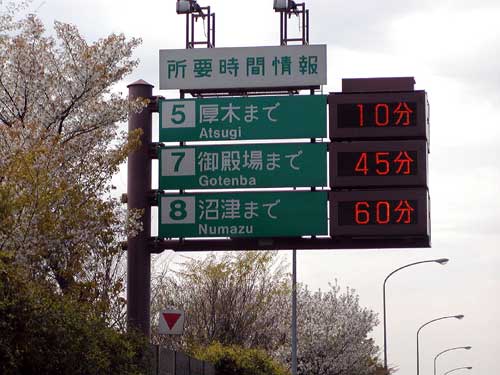 所要時間情報
5 厚木まで 10分
Atsugi
7 御殿場まで 45分
Gotenba
8 沼津まで 60分
Numazu